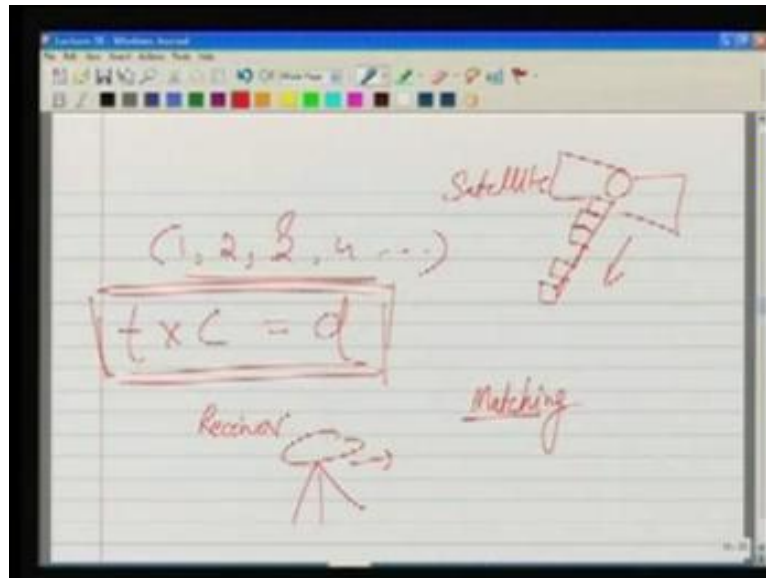 Satellite
(1, 2, 3, 4 ...)
t x c = d
Receiver
Matching